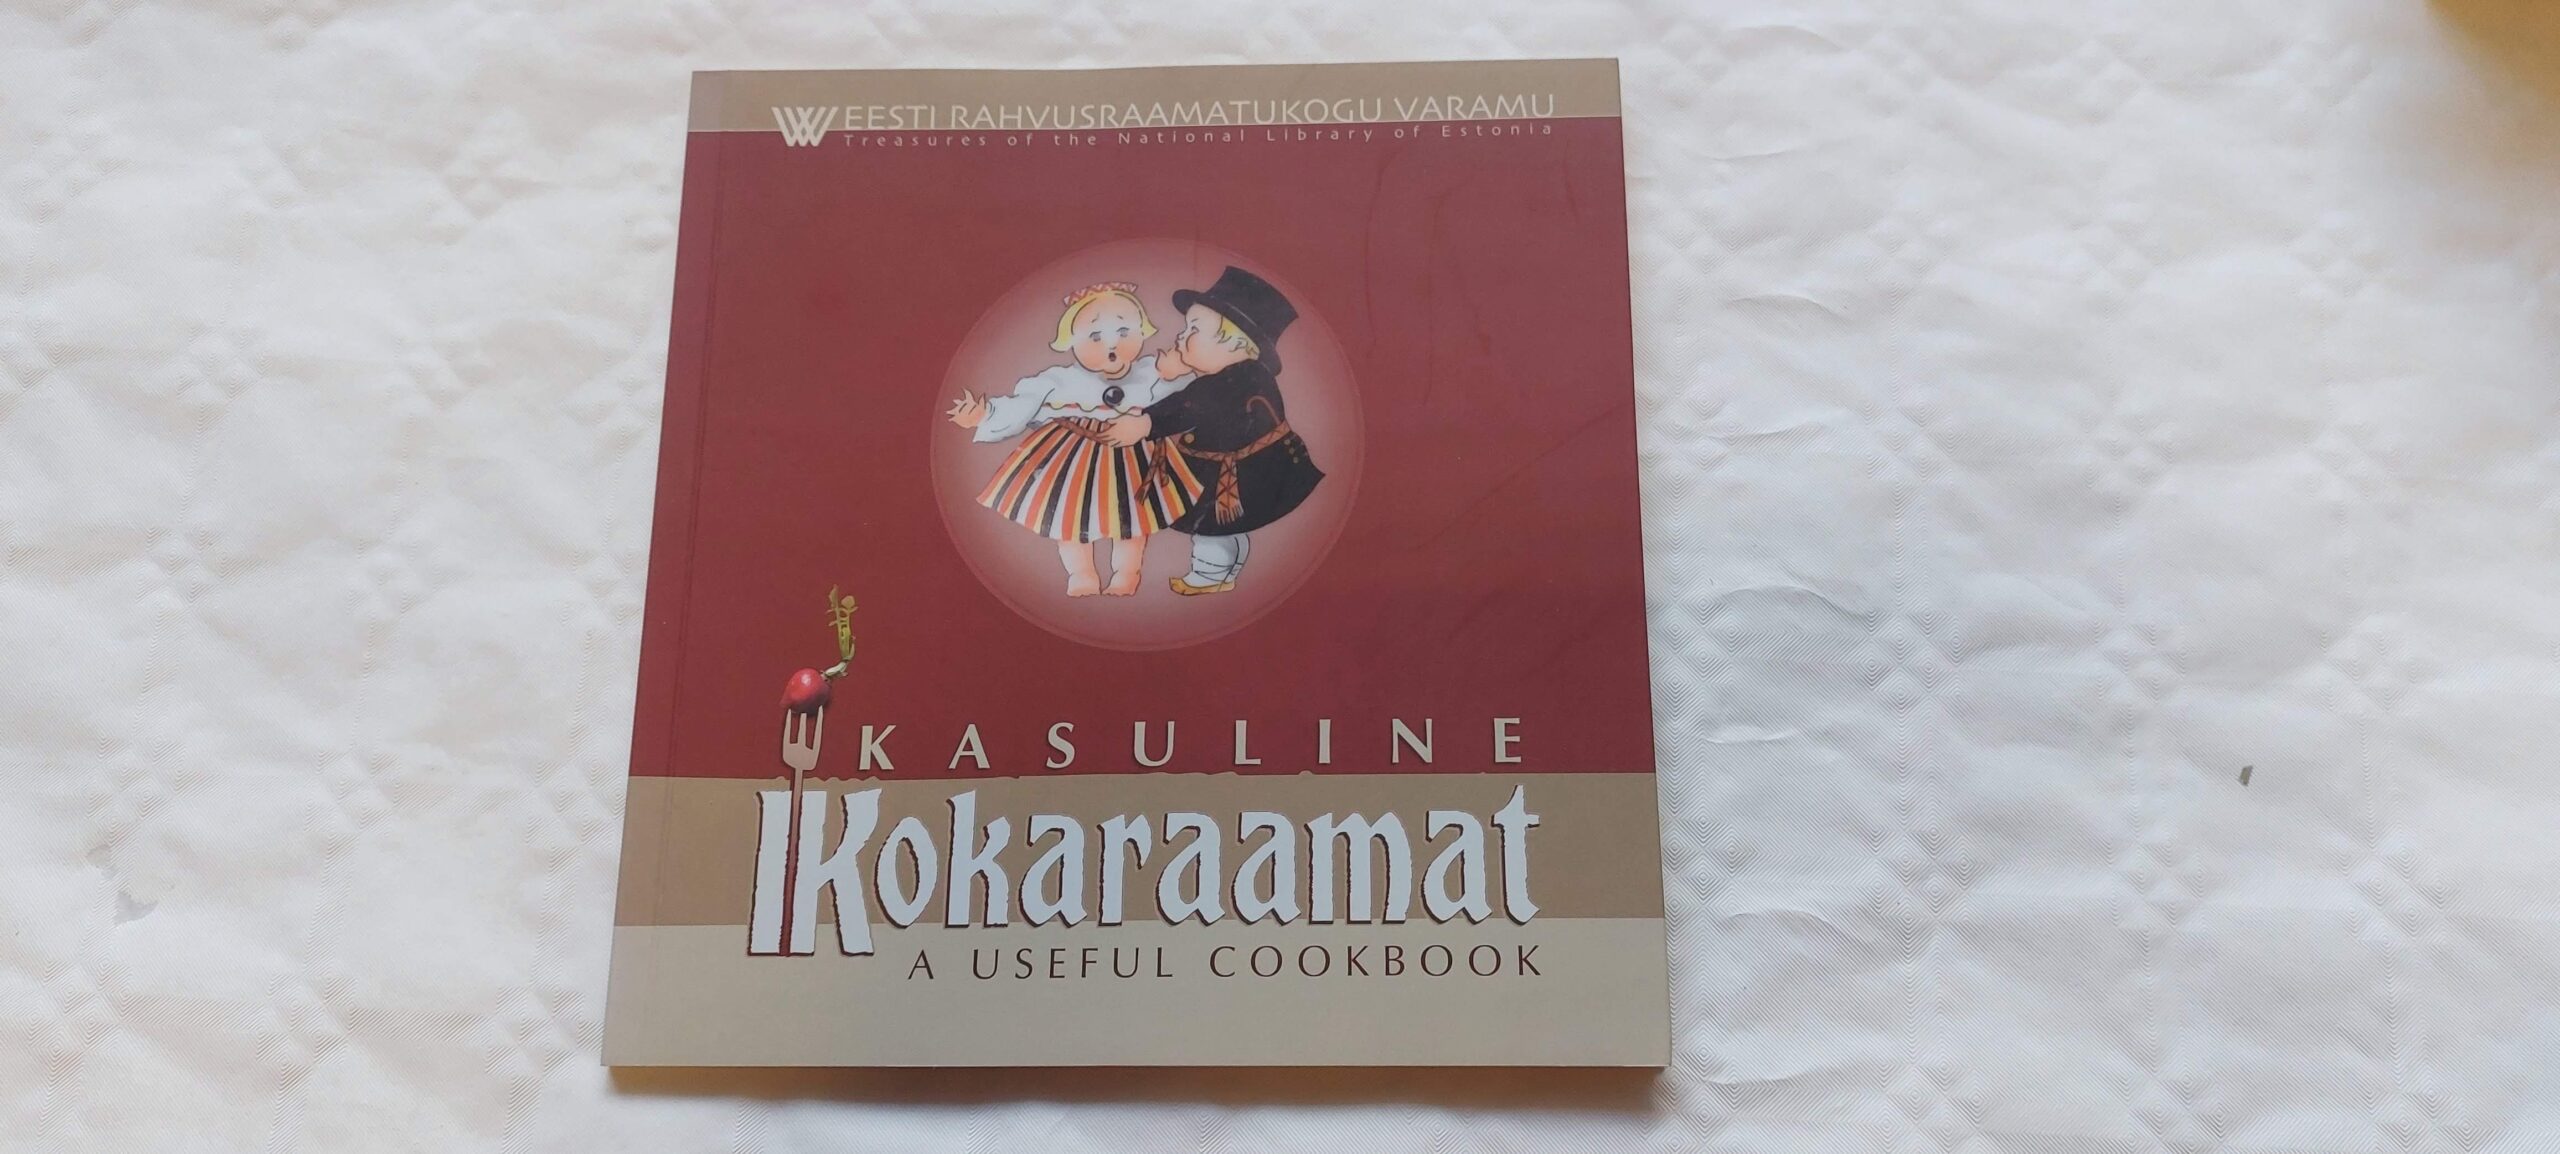 EESTI RAHVUSRAAMATUKOGU VARAMU
Treasures of the National Library of Estonia
KASULINE
Kokaraamat
A USEFUL COOKBOOK